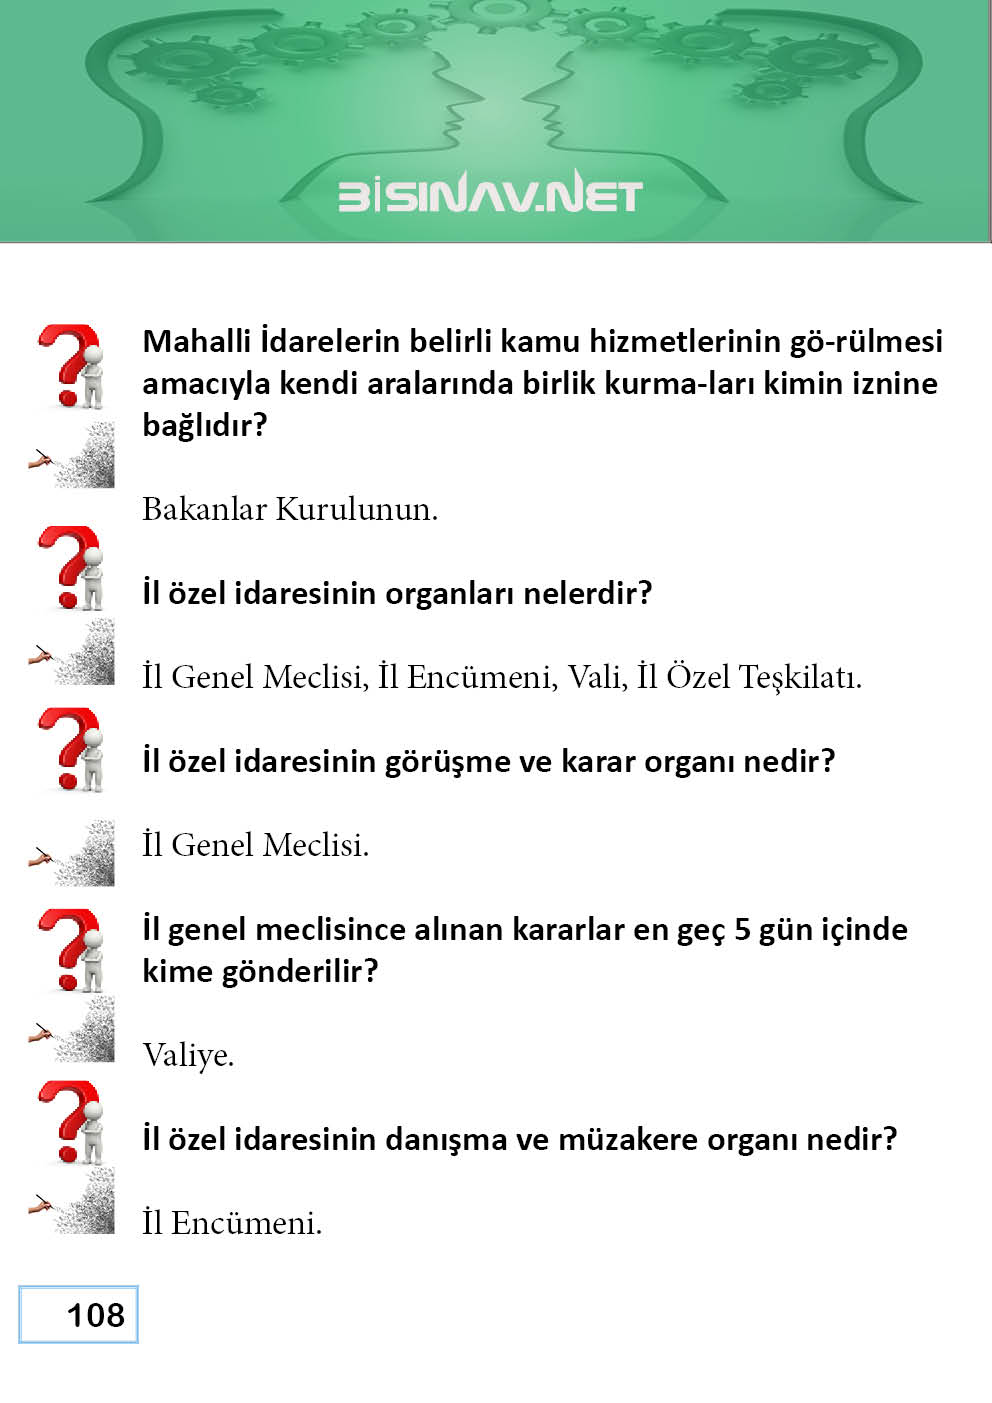 BİSINAV.NET
Mahalli İdarelerin belirli kamu hizmetlerinin gö-rülmesi
amacıyla kendi aralarında birlik kurma-ları kimin iznine
bağlıdır?
Bakanlar Kurulunun.
İl özel idaresinin organları nelerdir?
İl Genel Meclisi, İl Encümeni, Vali, İl Özel Teşkilatı.
İl özel idaresinin görüşme ve karar organı nedir?
İl Genel Meclisi.
İl genel meclisince alınan kararlar en geç 5 gün içinde
kime gönderilir?
Valiye.
İl özel idaresinin danışma ve müzakere organı nedir?
İl Encümeni.
108